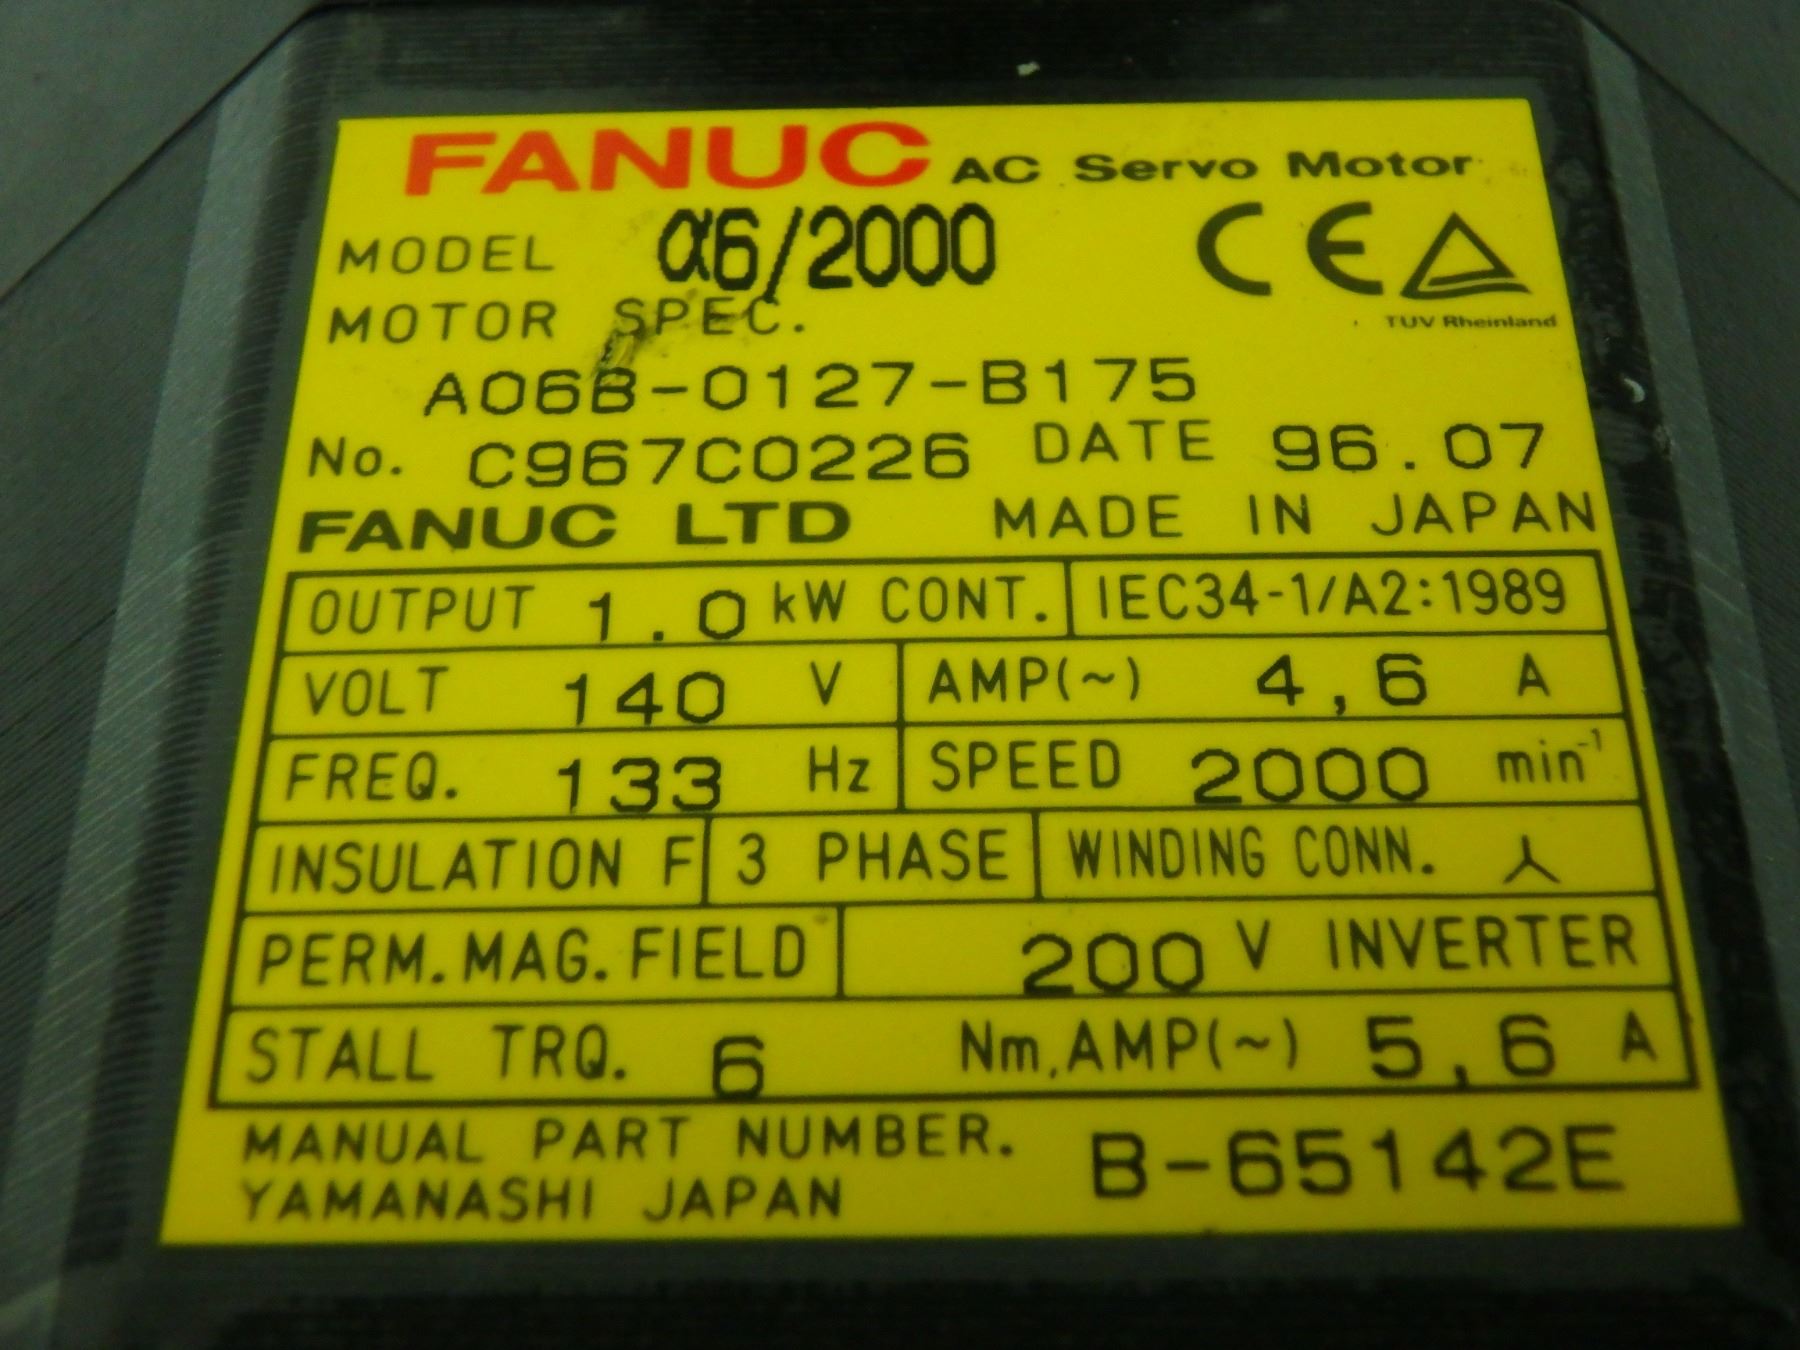 FANUC AC Servo Motor
MODEL α6/2000 CE
TUV Rheinland
MOTOR SPEC.
A06B-0127-B175
No. C967C0226 DATE 96.07
FANUC LTD MADE IN JAPAN
OUTPUT 1.0 kW CONT. IEC34-1/A2:1989
VOLT 140 V AMP(~) 4,6 A
FREQ. 133 Hz SPEED 2000 min⁻¹
INSULATION F 3 PHASE WINDING CONN.
PERM.MAG.FIELD 200 V INVERTER
STALL TRQ. 6 Nm,AMP(~) 5,6 A
MANUAL PART NUMBER. B-65142E
YAMANASHI JAPAN